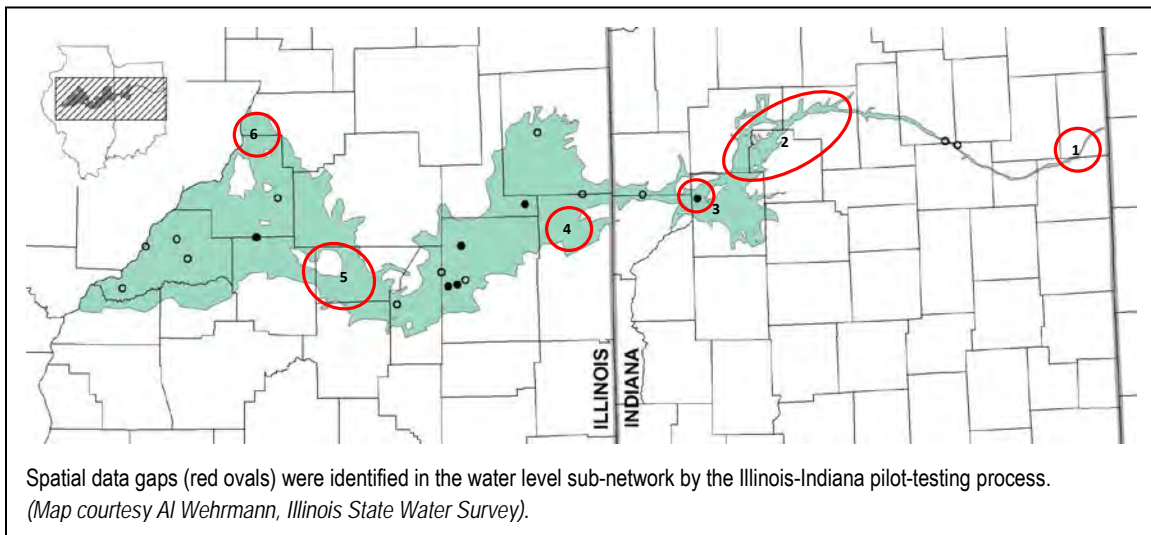 6
1
2
3
4
5
ILLINOIS
INDIANA
Spatial data gaps (red ovals) were identified in the water level sub-network by the Illinois-Indiana pilot-testing process.
(Map courtesy Al Wehrmann, Illinois State Water Survey).